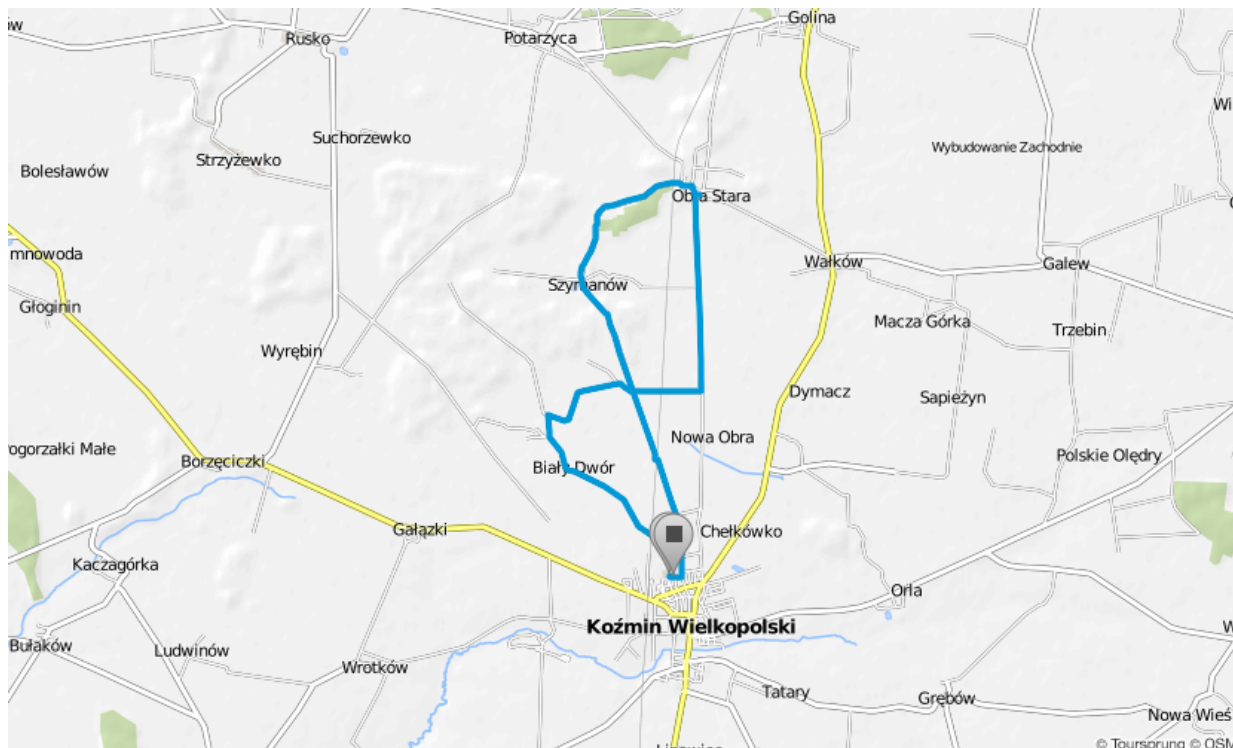 Golina
Rusko
Potarzyca
Suchorzewko
Wybudowanie Zachodnie
Strzyżewko
Bolesławów
Obra Stara
mnowoda
Wałków
Galew
Szymanów
Głoginin
Macza Górka
Trzebin
Wyrębin
Dymacz
Sapieżyn
Nowa Obra
ogorzałki Małe
Borzęciczki
Biały Dwór
Polskie Olędry
Gałązki
Chełkówko
Kaczagórka
Orla
Koźmin Wielkopolski
Bułaków
Ludwinów
Wrotków
Tatary
Grębów
Nowa Wieś
© Toursprung © OSM